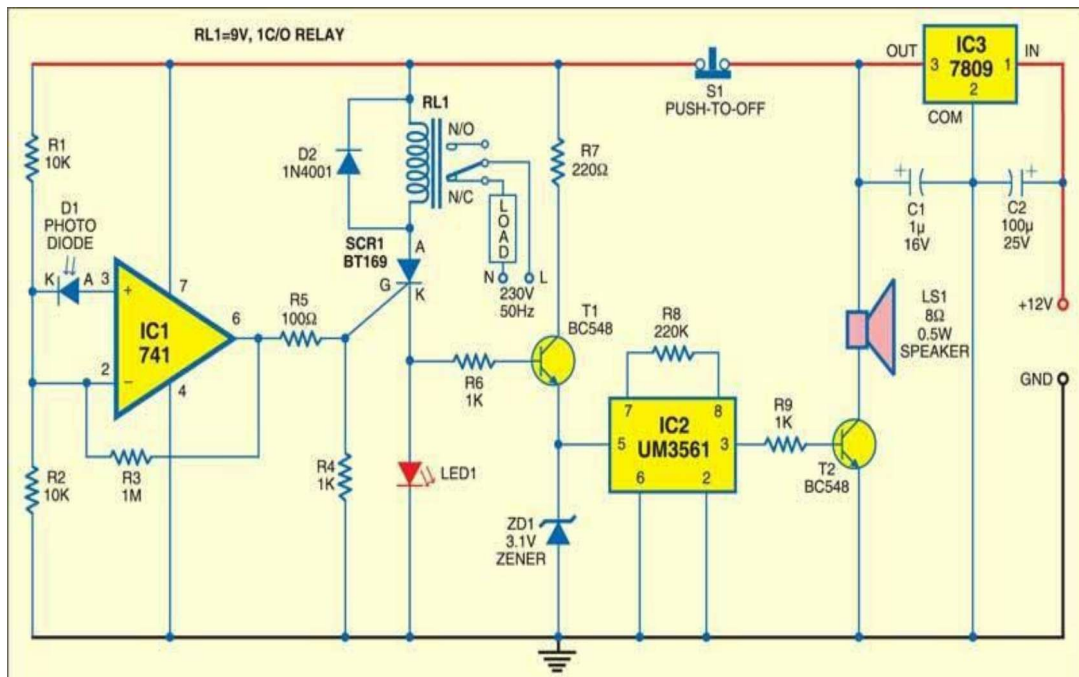 RL1=9V, 1C/O RELAY
OUT
IC3
7809
IN
3
1
2
COM
S1
PUSH-TO-OFF
R1
10K
D2
1N4001
RL1
N/O
N/C
R7
220Ω
LOAD
N
L
230V
50Hz
C1
1µ
16V
C2
100µ
25V
D1
PHOTO
DIODE
K
A
3
+
7
IC1
741
6
2
−
4
R5
100Ω
SCR1
BT169
A
G
K
T1
BC548
R8
220K
LS1
8Ω
0.5W
SPEAKER
+12V
GND
R6
1K
7
8
IC2
UM3561
5
3
6
2
R9
1K
T2
BC548
R2
10K
R3
1M
R4
1K
LED1
ZD1
3.1V
ZENER
+
+